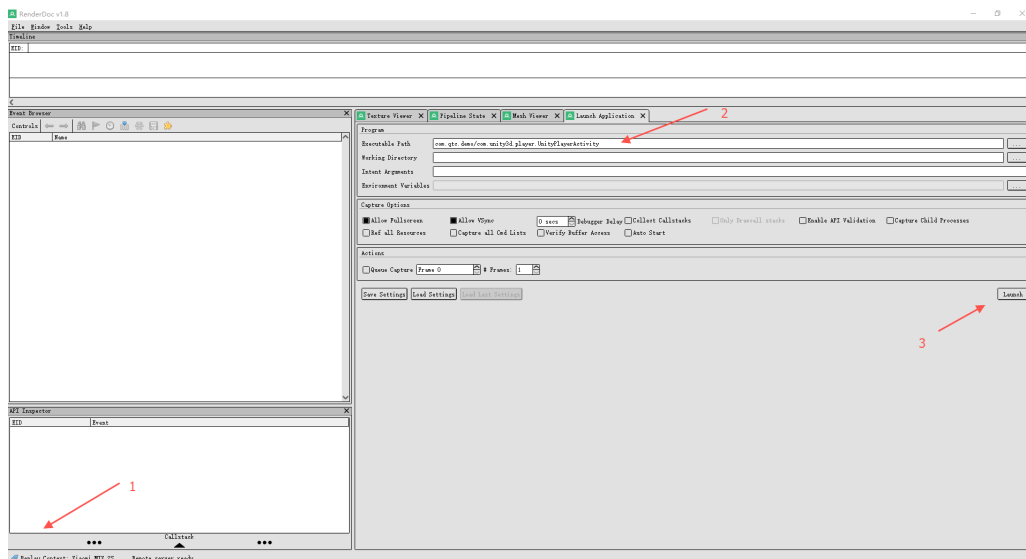 RenderDoc v1.8
File Window Tools Help
Timeline
EID:
Event Browser
Controls
EID Name
API Inspector
EID Event
1
Callstack
Replay Context: Xiaomi MIX 2S Remote server ready
Texture Viewer Pipeline State Mesh Viewer Launch Application
2
Program
Executable Path com.qts.demo/com.unity3d.player.UnityPlayerActivity ...
Working Directory ...
Intent Arguments
Environment Variables ...
Capture Options
Allow Fullscreen Allow VSync 0 secs Debugger Delay Collect Callstacks Only Drawcall stacks Enable API Validation Capture Child Processes
Ref all Resources Capture all Cmd Lists Verify Buffer Access Auto Start
Actions
Queue Capture Frame 0 # Frames: 1
Save Settings Load Settings Load Last Settings Launch
3